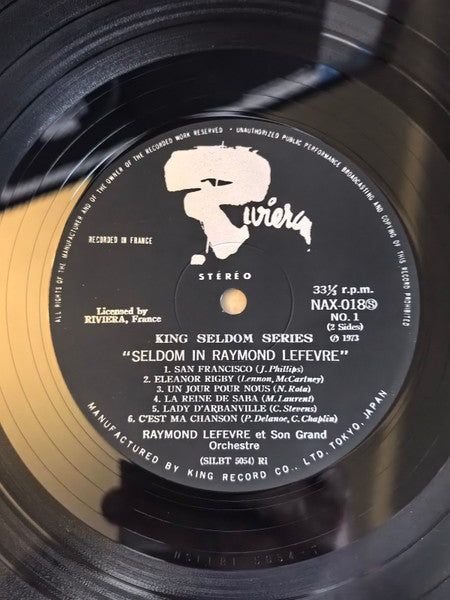 ALL RIGHTS OF THE MANUFACTURER AND OF THE OWNER OF THE RECORDED WORK RESERVED • UNAUTHORIZED PUBLIC PERFORMANCE BROADCASTING AND COPYING OF THIS RECORD PROHIBITED
Riviera
RECORDED IN FRANCE
STÉRÉO
33⅓ r.p.m.
NAX-018Ⓢ
NO. 1
(2 Sides)
℗ 1973
Licensed by
RIVIERA, France
KING SELDOM SERIES
"SELDOM IN RAYMOND LEFEVRE"
1. SAN FRANCISCO (J. Phillips)
2. ELEANOR RIGBY (Lennon, McCartney)
3. UN JOUR POUR NOUS (N. Rota)
4. LA REINE DE SABA (M. Laurent)
5. LADY D'ARBANVILLE (C. Stevens)
6. C'EST MA CHANSON (P. Delanoe, C. Chaplin)
RAYMOND LEFEVRE et Son Grand
Orchestre
(SILBT 5054) R1
MANUFACTURED BY KING RECORD CO., LTD. TOKYO, JAPAN